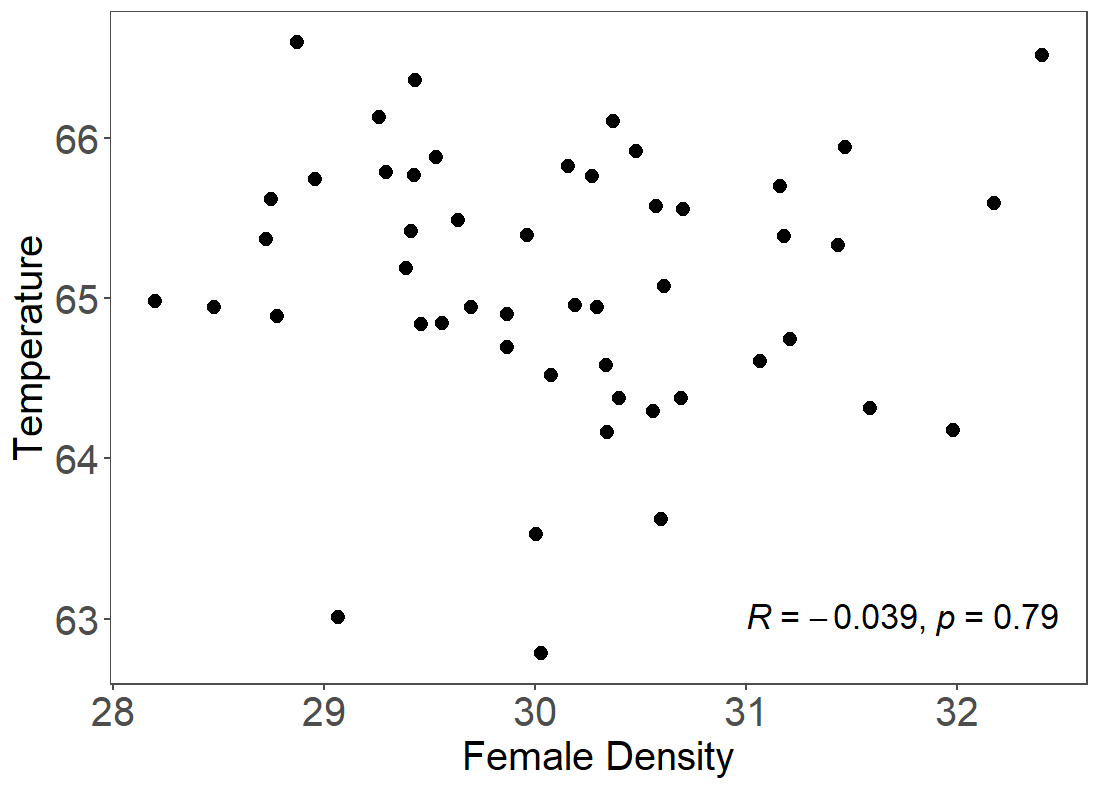 66
65
64
63
Temperature
R = −0.039, p = 0.79
28 29 30 31 32
Female Density